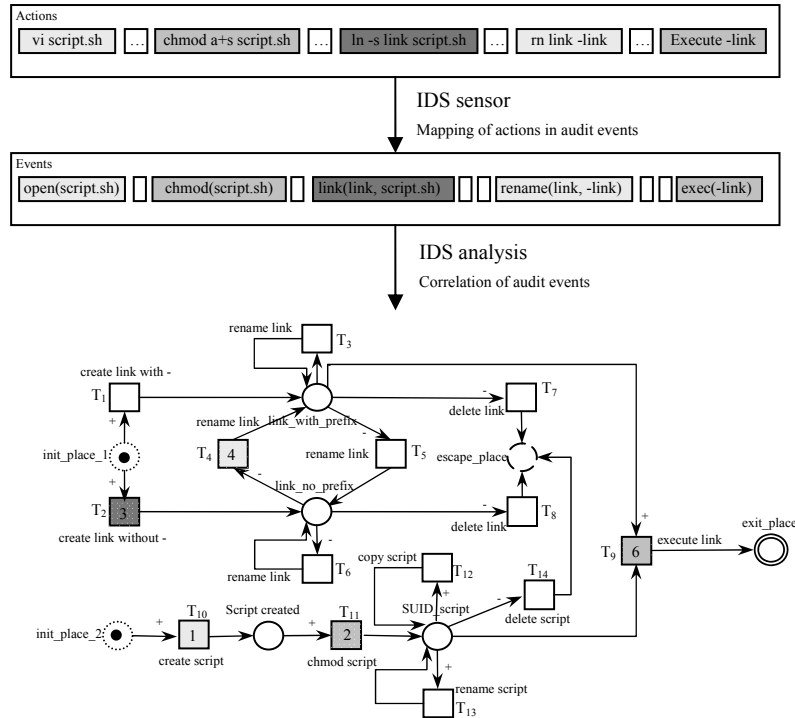 Actions
vi script.sh … chmod a+s script.sh … ln -s link script.sh … rn link -link … Execute -link
IDS sensor
Mapping of actions in audit events
Events
open(script.sh) chmod(script.sh) link(link, script.sh) rename(link, -link) exec(-link)
IDS analysis
Correlation of audit events
rename link T3
create link with - T7
T1 - delete link
+ rename link link_with_prefix -
init_place_1 T4 4 rename link T5 escape_place
+ - link_no_prefix
T2 3 - T8 + exit_place
create link without - delete link
- T9 6 execute link
rename link T6 copy script T12
T14
+ -
T10 Script created T11 SUID_script delete script
init_place_2 + 1 + 2 +
create script chmod script
+
rename script
T13